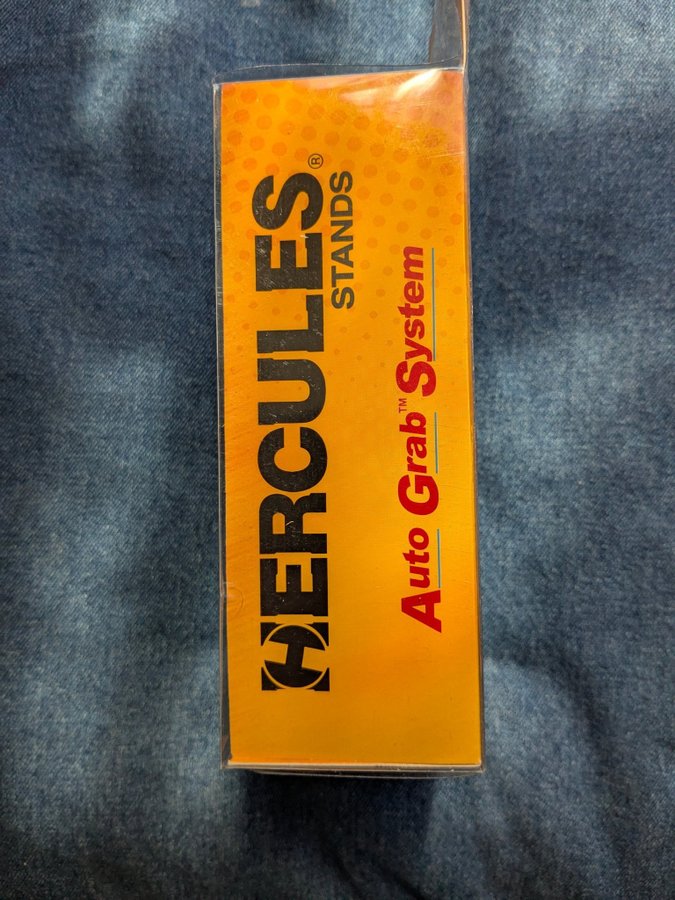 HERCULES®
STANDS
Auto Grab™ System